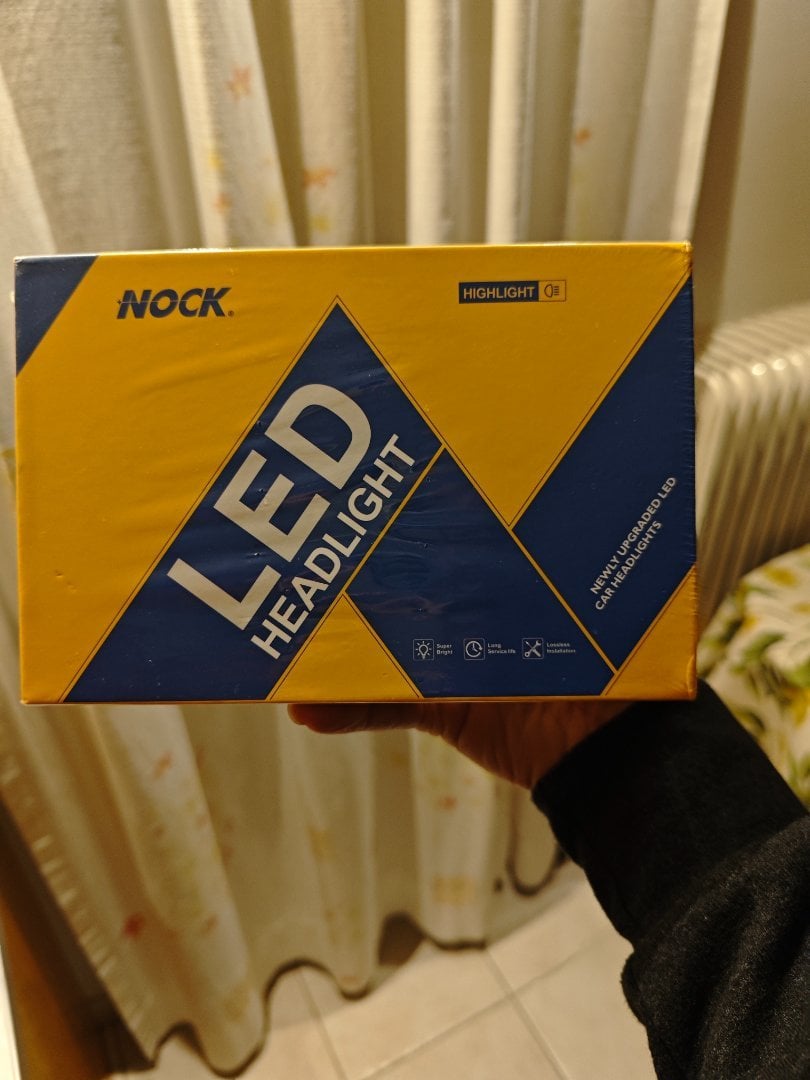 NOCK®
HIGHLIGHT
LED
HEADLIGHT
NEWLY UPGRADED LED
CAR HEADLIGHTS
Super
Bright
Long
Service life
Lossless
Installation